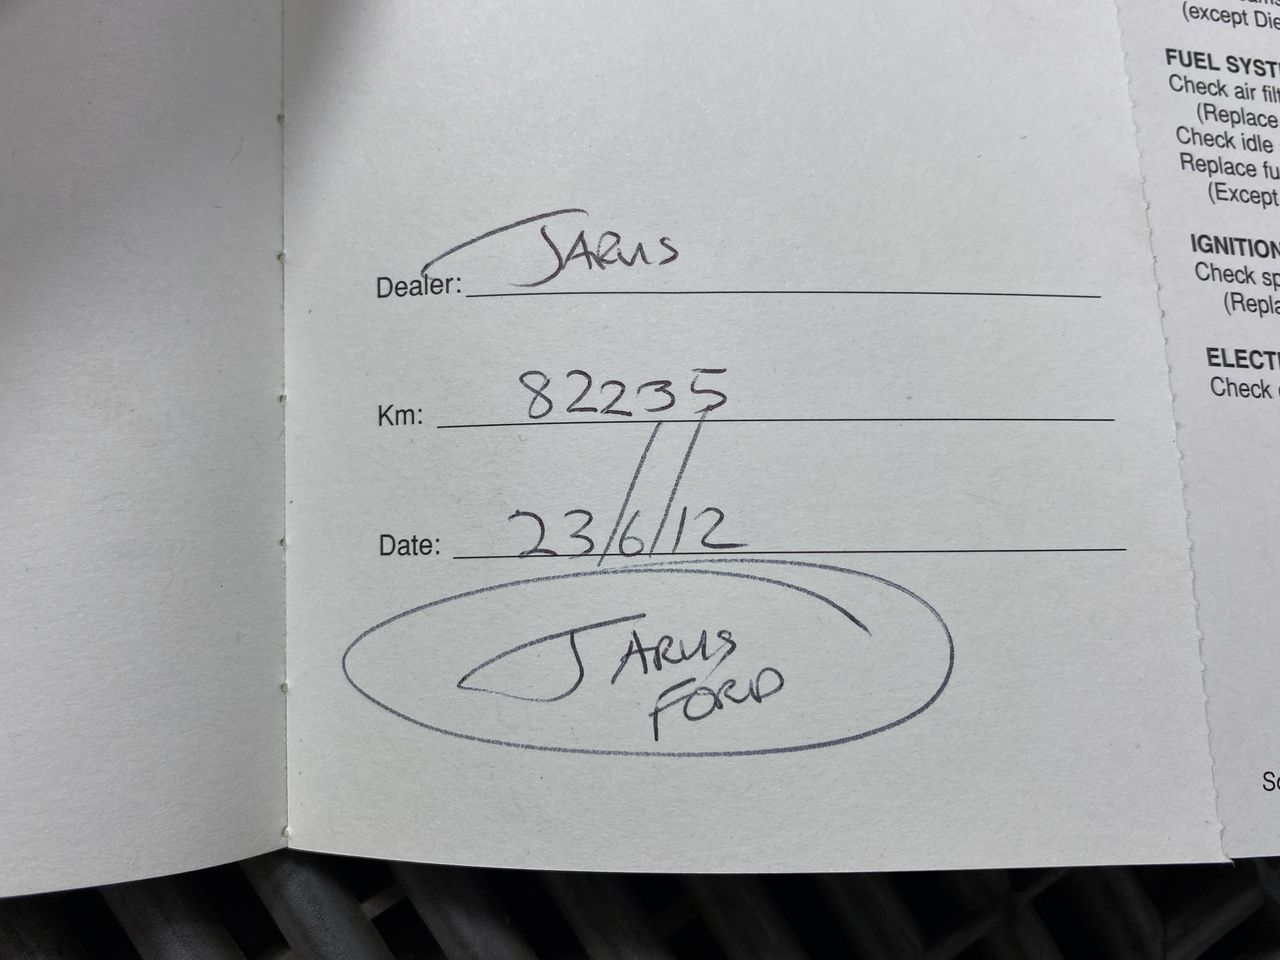 Dealer: JARVIS
Km: 82235
Date: 23/6/12
JARVIS
FORD
(except Die
FUEL SYST
Check air filt
(Replace
Check idle
Replace fu
(Except
IGNITION
Check sp
(Repla
ELECT
Check